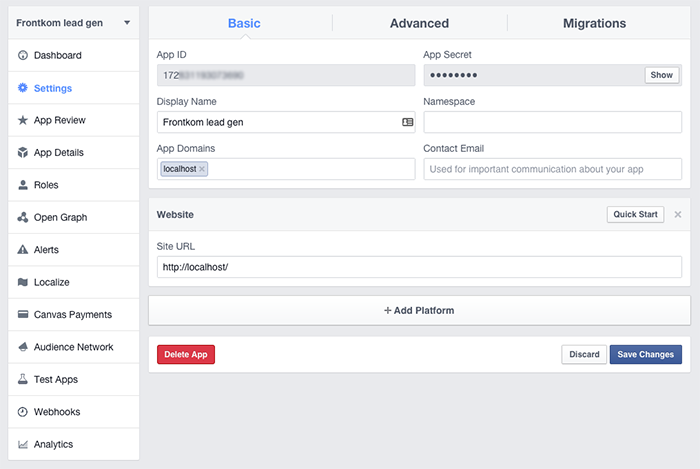 Frontkom lead gen
Dashboard
Settings
App Review
App Details
Roles
Open Graph
Alerts
Localize
Canvas Payments
Audience Network
Test Apps
Webhooks
Analytics
Basic Advanced Migrations
App ID App Secret
172 •••••••• Show
Display Name Namespace
Frontkom lead gen
App Domains Contact Email
localhost × Used for important communication about your app
Website Quick Start ×
Site URL
http://localhost/
+ Add Platform
Delete App Discard Save Changes